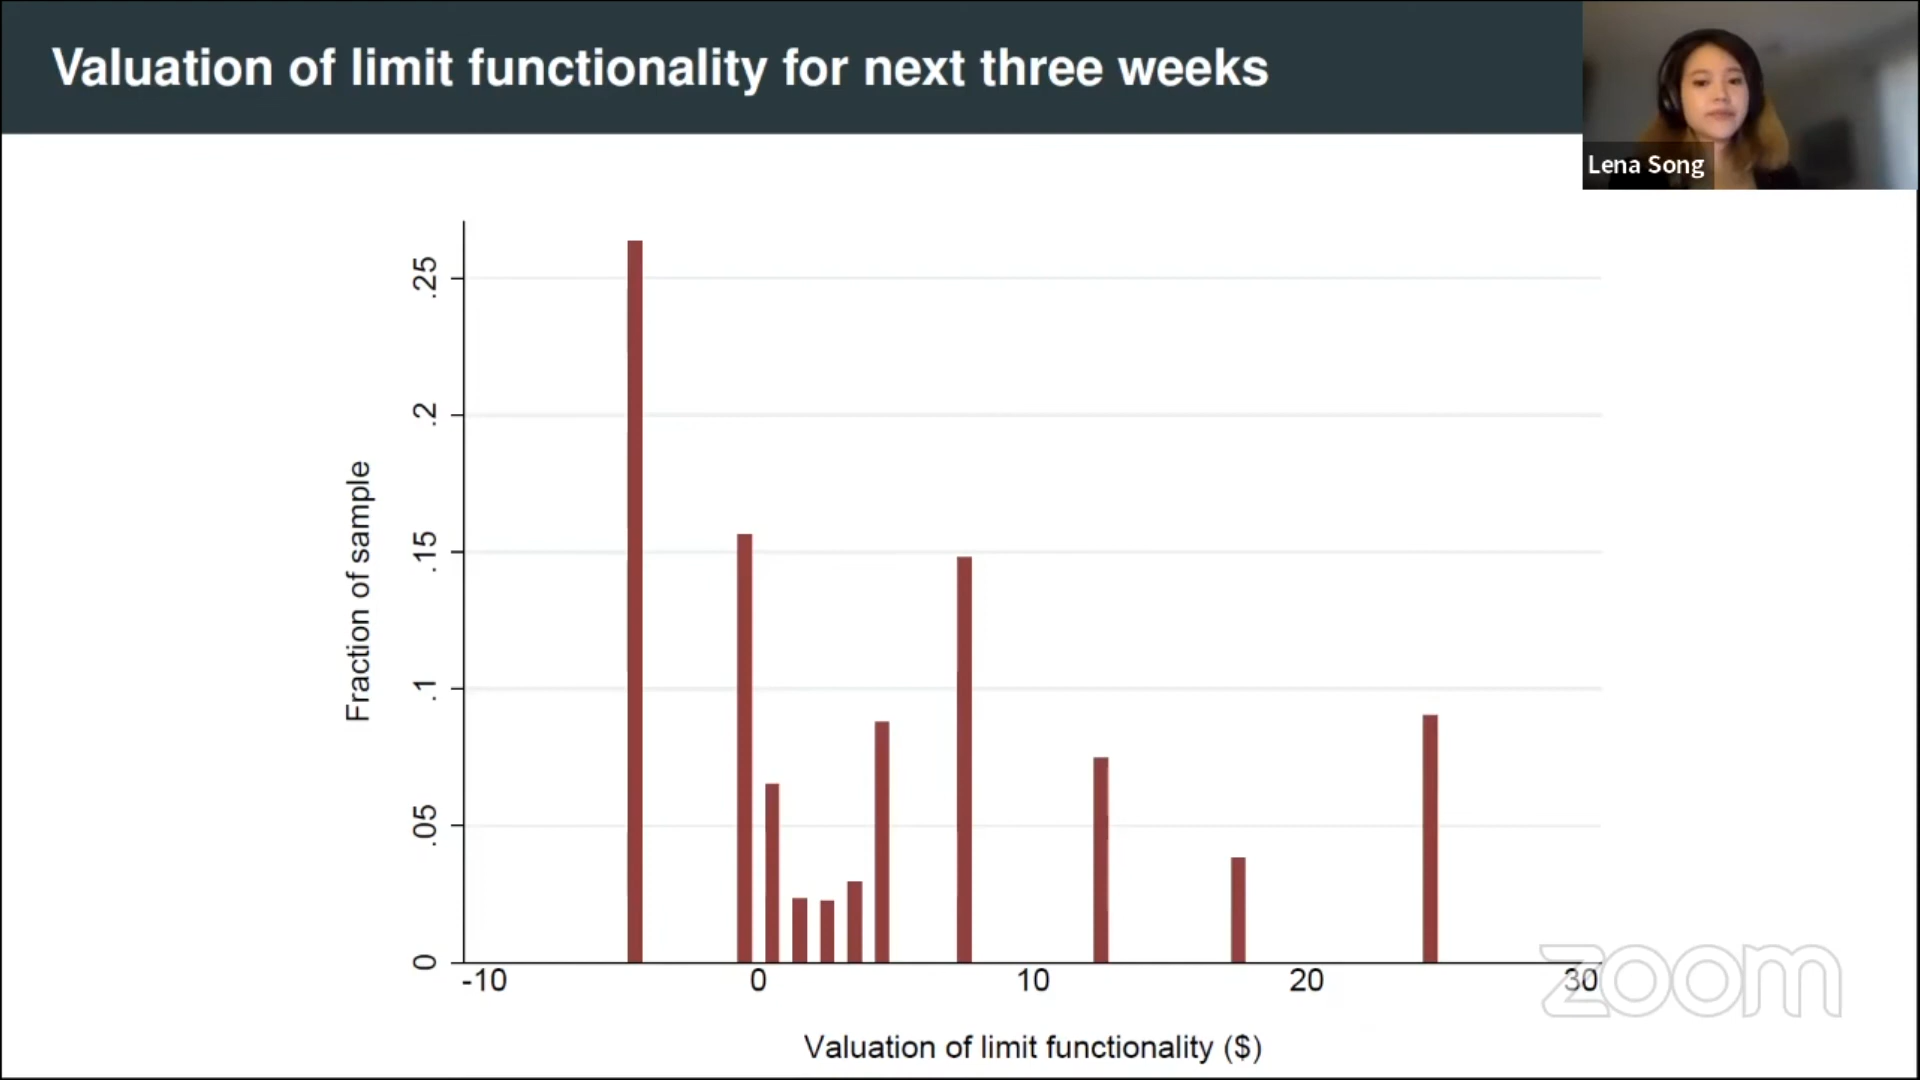 Valuation of limit functionality for next three weeks
Lena Song
.25
.2
.15
.1
.05
0
Fraction of sample
-10 0 10 20 30
Valuation of limit functionality ($)
zoom